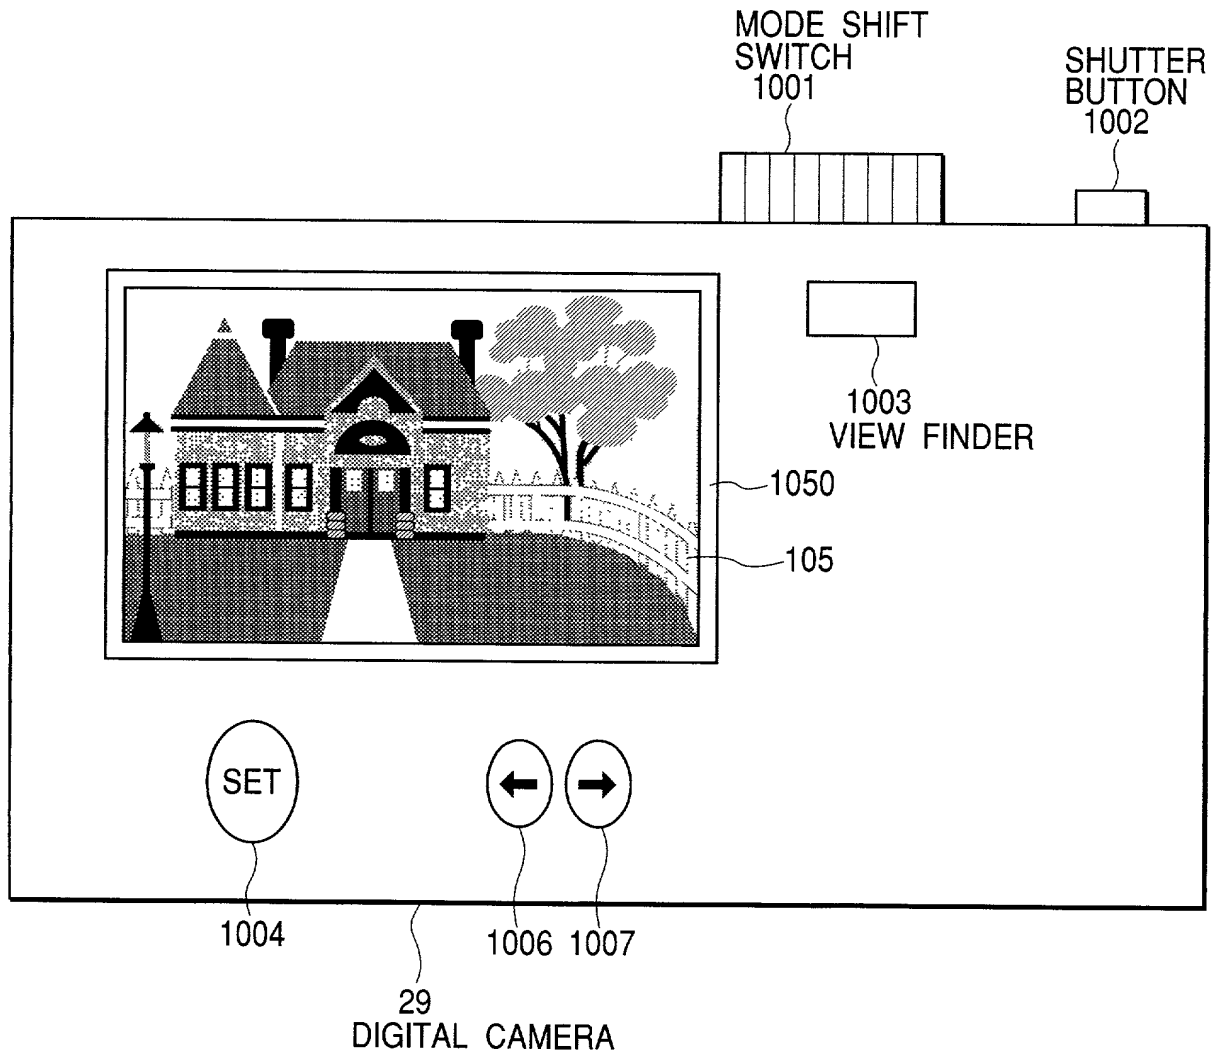 MODE SHIFT
SWITCH
1001
SHUTTER
BUTTON
1002
1003
VIEW FINDER
1050
105
SET
1004
1006
1007
29
DIGITAL CAMERA